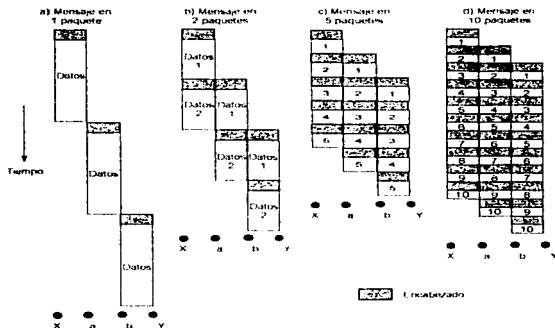 a) Mensaje en
1 paquete
Datos
Datos
Datos
Tiempo
X a b Y
b) Mensaje en
2 paquetes
Datos
1
Datos
2
Datos
1
Datos
2
Datos
1
Datos
2
X a b Y
c) Mensaje en
5 paquetes
1
2 1
3 2 1
4 3 2
5 4 3
5 4
5
X a b Y
d) Mensaje en
10 paquetes
1
2 1
3 2 1
4 3 2
5 4 3
6 5 4
7 6 5
8 7 6
9 8 7
10 9 8
10 9
10
X a b Y
Encabezado